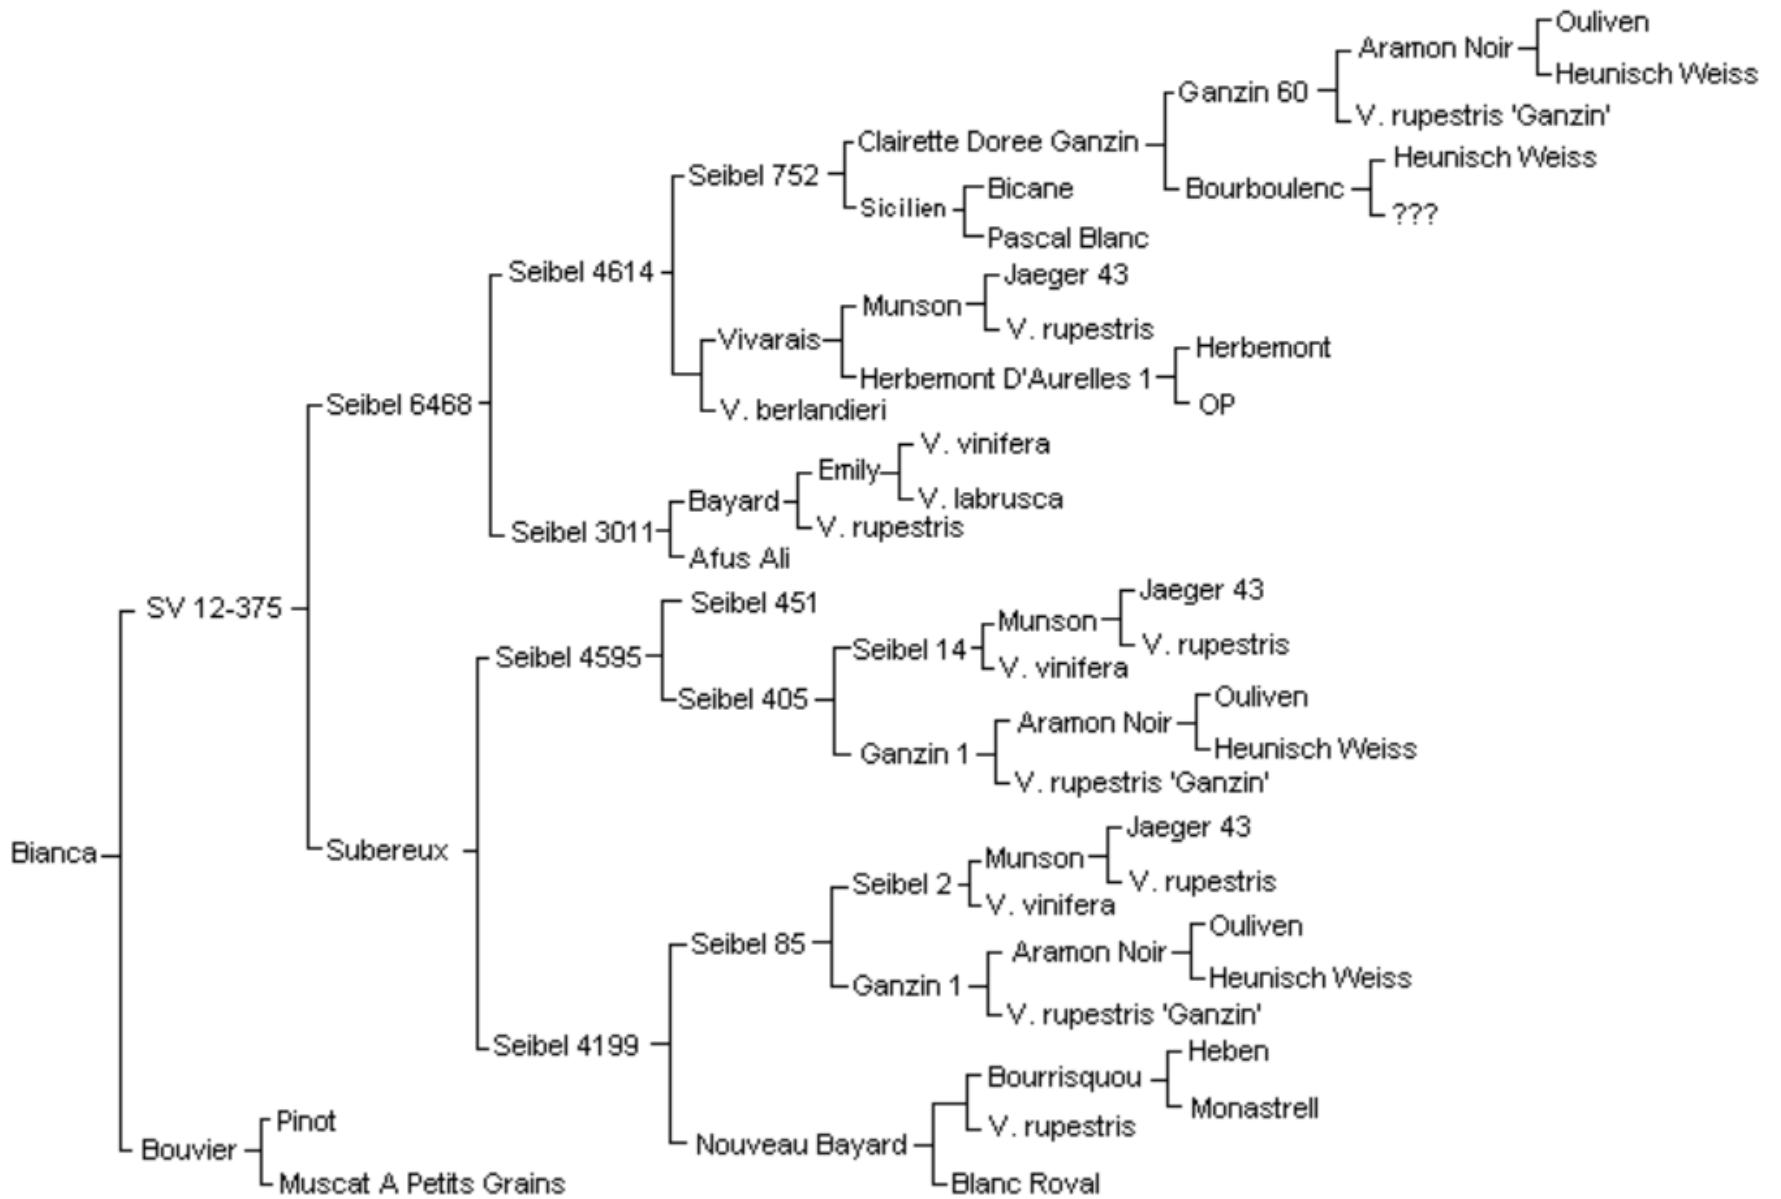 Ouliven
Aramon Noir
Heunisch Weiss
Ganzin 60
V. rupestris 'Ganzin'
Clairette Doree Ganzin
Heunisch Weiss
Seibel 752
Bicane
Bourboulenc
Sicilien
???
Pascal Blanc
Seibel 4614
Jaeger 43
Munson
V. rupestris
Vivarais
Herbemont
Herbemont D'Aurelles 1
Seibel 6468
OP
V. berlandieri
V. vinifera
Emily
Bayard
V. labrusca
V. rupestris
Seibel 3011
Afus Ali
Jaeger 43
Seibel 451
SV 12-375
Munson
V. rupestris
Seibel 14
Seibel 4595
V. vinifera
Ouliven
Seibel 405
Aramon Noir
Heunisch Weiss
Ganzin 1
V. rupestris 'Ganzin'
Jaeger 43
Bianca
Subereux
Munson
V. rupestris
Seibel 2
V. vinifera
Ouliven
Seibel 85
Aramon Noir
Heunisch Weiss
Ganzin 1
V. rupestris 'Ganzin'
Seibel 4199
Heben
Bourrisquou
Monastrell
Pinot
V. rupestris
Bouvier
Nouveau Bayard
Muscat A Petits Grains
Blanc Roval